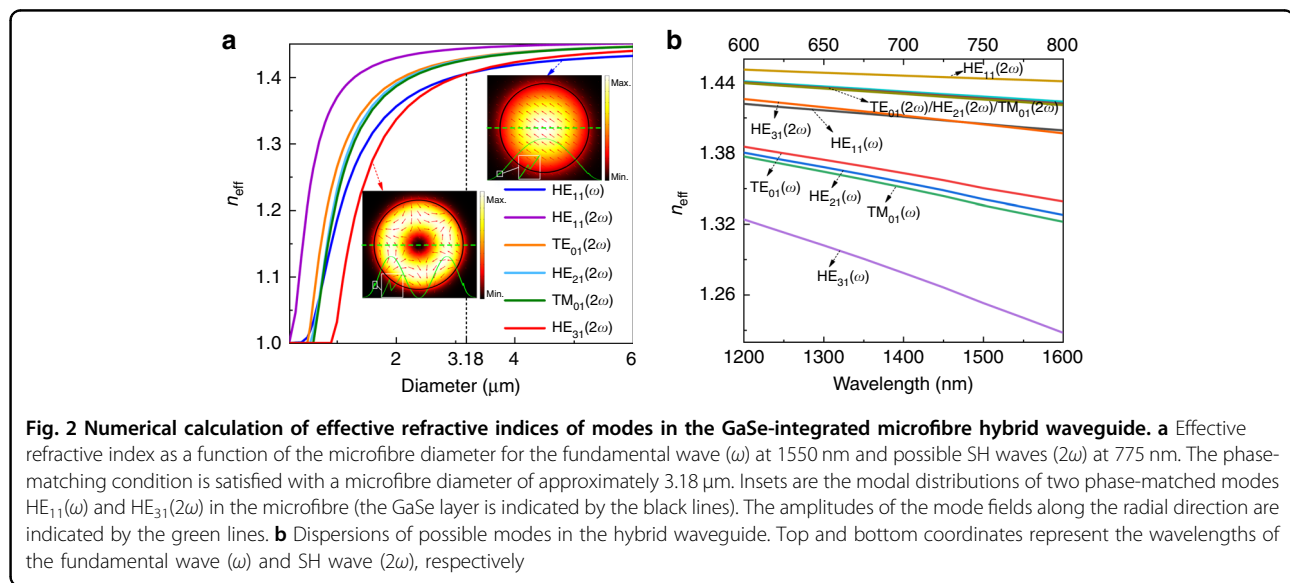 a
b
1.4
1.3
1.2
1.1
1.0
n_eff
2
3.18
4
6
Diameter (µm)
Max.
Min.
Max.
Min.
HE₁₁(ω)
HE₁₁(2ω)
TE₀₁(2ω)
HE₂₁(2ω)
TM₀₁(2ω)
HE₃₁(2ω)
600 650 700 750 800
1.44
1.38
1.32
1.26
n_eff
HE₁₁(2ω)
TE₀₁(2ω)/HE₂₁(2ω)/TM₀₁(2ω)
HE₃₁(2ω)
HE₁₁(ω)
TE₀₁(ω)
HE₂₁(ω)
TM₀₁(ω)
HE₃₁(ω)
1200 1300 1400 1500 1600
Wavelength (nm)
Fig. 2 Numerical calculation of effective refractive indices of modes in the GaSe-integrated microfibre hybrid waveguide. a Effective
refractive index as a function of the microfibre diameter for the fundamental wave (ω) at 1550 nm and possible SH waves (2ω) at 775 nm. The phase-
matching condition is satisfied with a microfibre diameter of approximately 3.18 µm. Insets are the modal distributions of two phase-matched modes
HE₁₁(ω) and HE₃₁(2ω) in the microfibre (the GaSe layer is indicated by the black lines). The amplitudes of the mode fields along the radial direction are
indicated by the green lines. b Dispersions of possible modes in the hybrid waveguide. Top and bottom coordinates represent the wavelengths of
the fundamental wave (ω) and SH wave (2ω), respectively